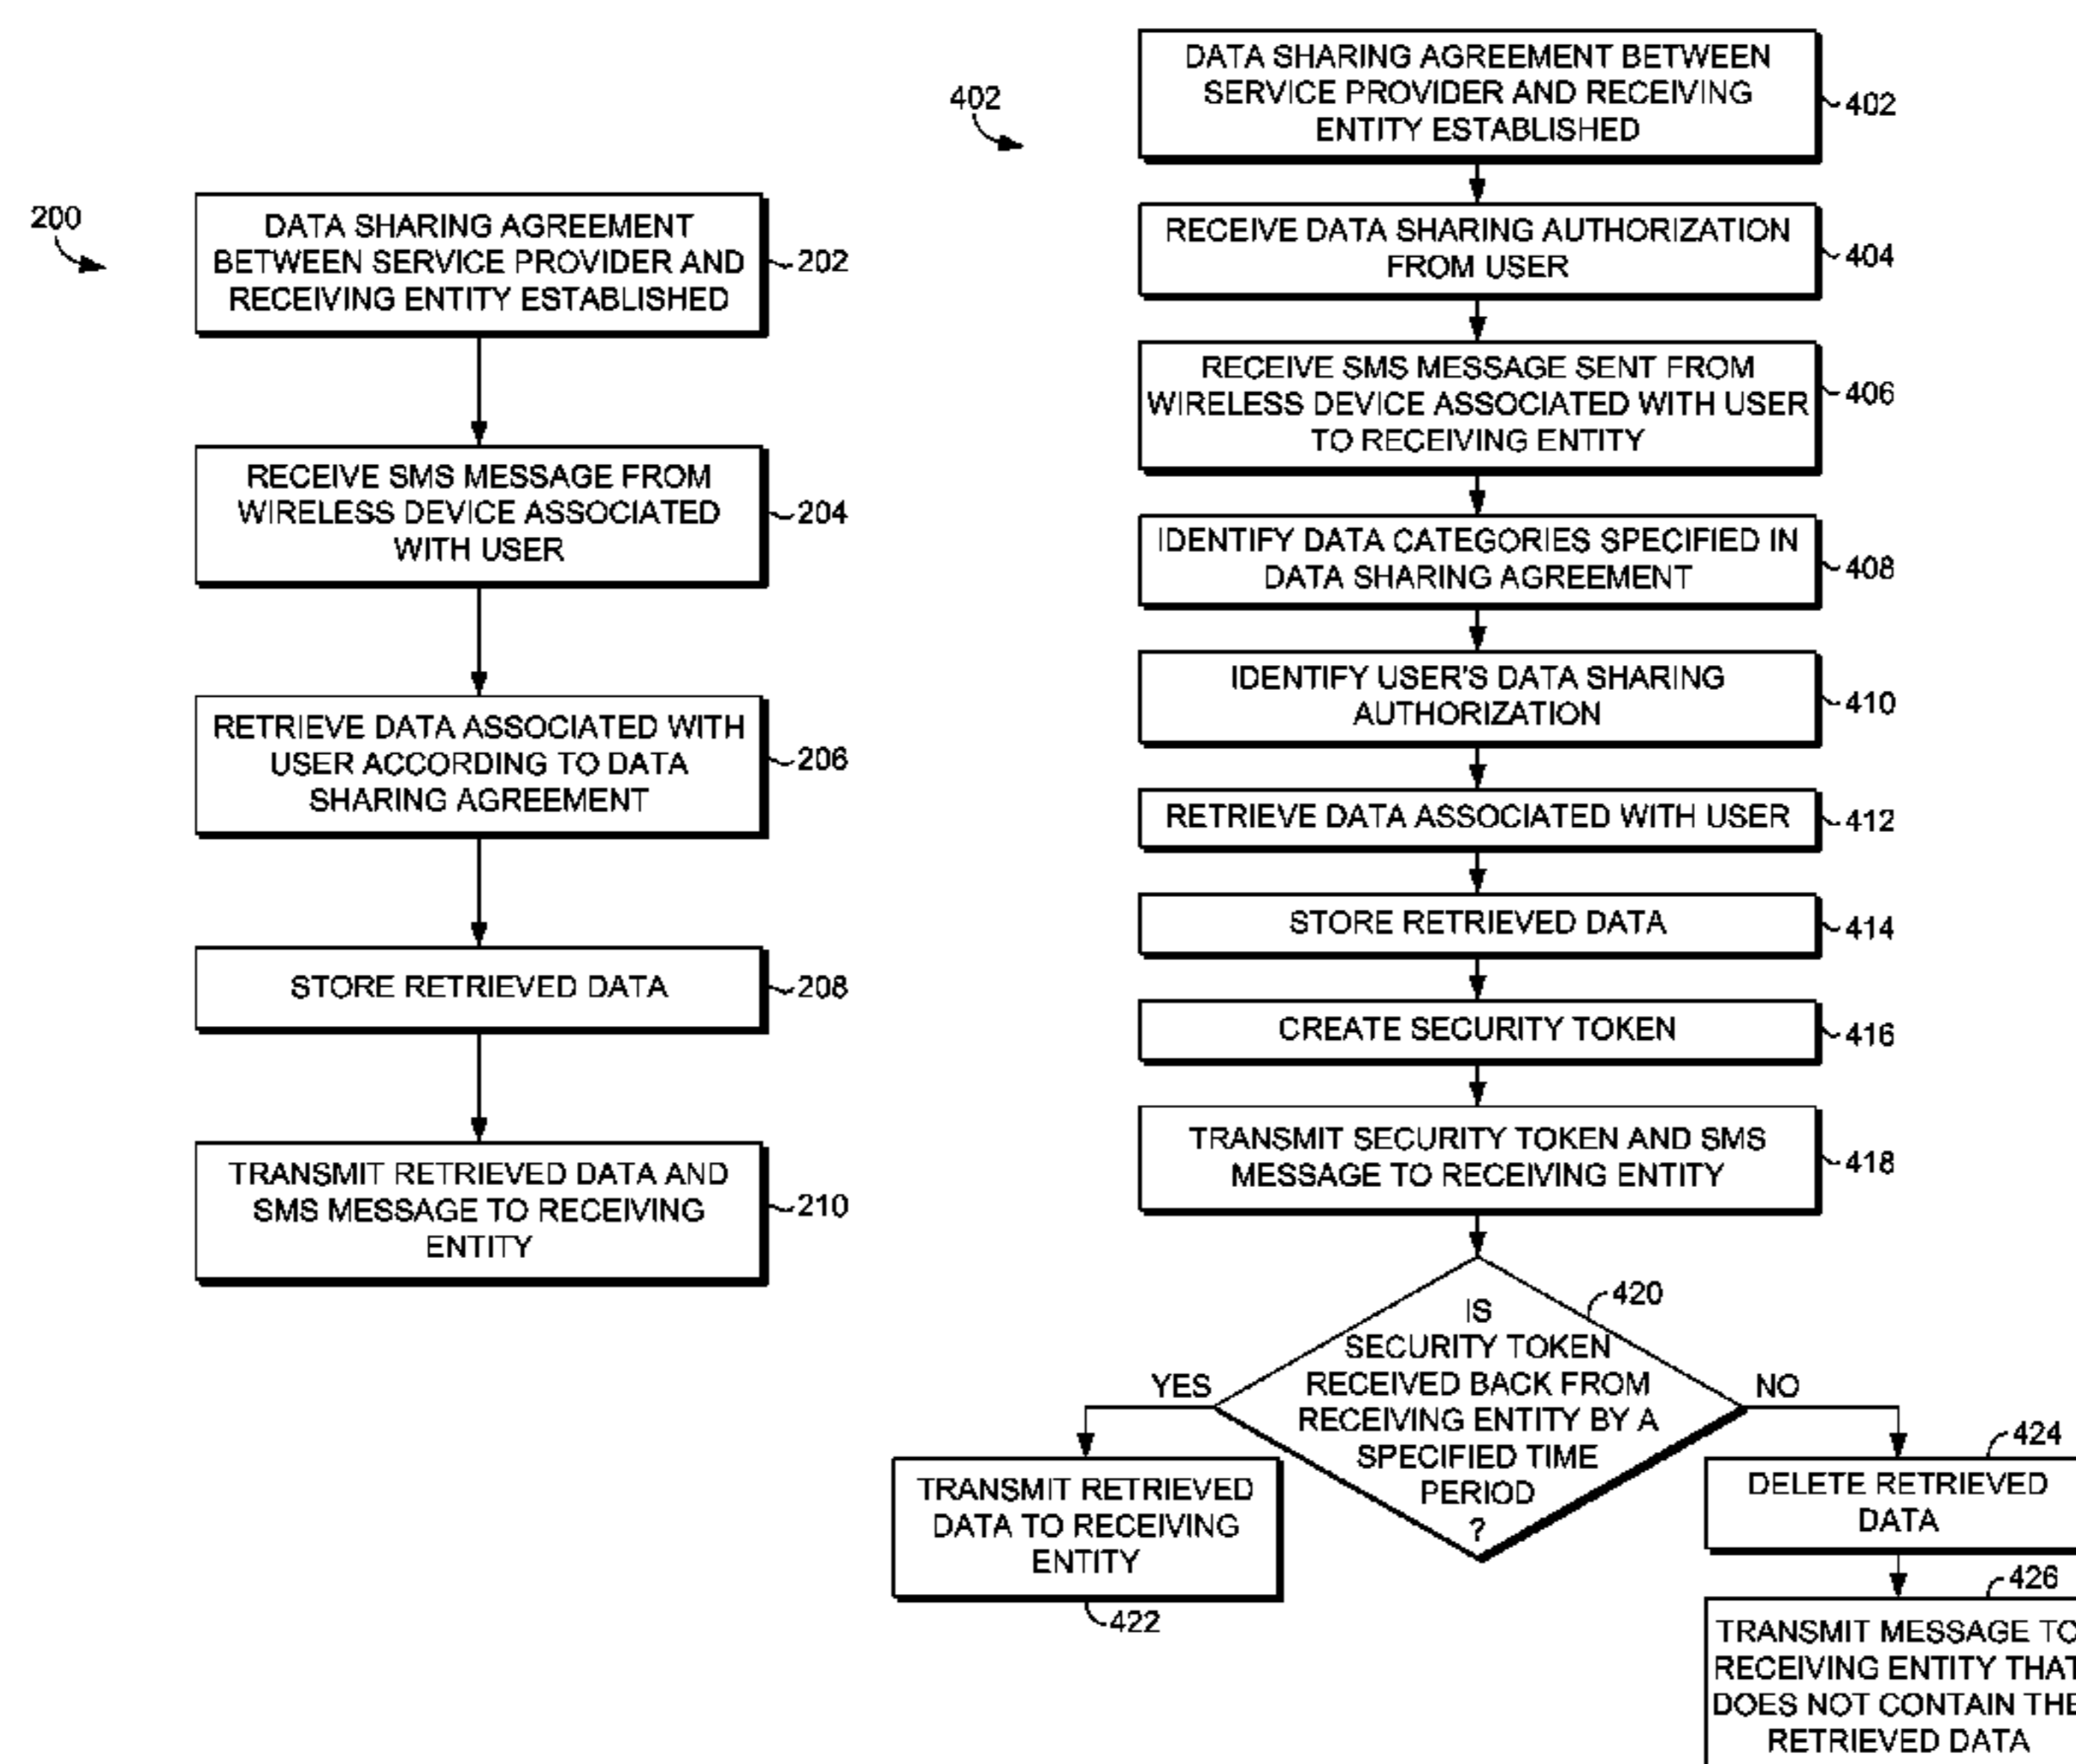 200
DATA SHARING AGREEMENT
BETWEEN SERVICE PROVIDER AND
RECEIVING ENTITY ESTABLISHED
202
RECEIVE SMS MESSAGE FROM
WIRELESS DEVICE ASSOCIATED
WITH USER
204
RETRIEVE DATA ASSOCIATED WITH
USER ACCORDING TO DATA
SHARING AGREEMENT
206
STORE RETRIEVED DATA
208
TRANSMIT RETRIEVED DATA AND
SMS MESSAGE TO RECEIVING
ENTITY
210
402
DATA SHARING AGREEMENT BETWEEN
SERVICE PROVIDER AND RECEIVING
ENTITY ESTABLISHED
402
RECEIVE DATA SHARING AUTHORIZATION
FROM USER
404
RECEIVE SMS MESSAGE SENT FROM
WIRELESS DEVICE ASSOCIATED WITH USER
TO RECEIVING ENTITY
406
IDENTIFY DATA CATEGORIES SPECIFIED IN
DATA SHARING AGREEMENT
408
IDENTIFY USER'S DATA SHARING
AUTHORIZATION
410
RETRIEVE DATA ASSOCIATED WITH USER
412
STORE RETRIEVED DATA
414
CREATE SECURITY TOKEN
416
TRANSMIT SECURITY TOKEN AND SMS
MESSAGE TO RECEIVING ENTITY
418
420
IS
SECURITY TOKEN
RECEIVED BACK FROM
RECEIVING ENTITY BY A
SPECIFIED TIME
PERIOD
?
YES
TRANSMIT RETRIEVED
DATA TO RECEIVING
ENTITY
422
NO
424
DELETE RETRIEVED
DATA
426
TRANSMIT MESSAGE TO
RECEIVING ENTITY THAT
DOES NOT CONTAIN THE
RETRIEVED DATA